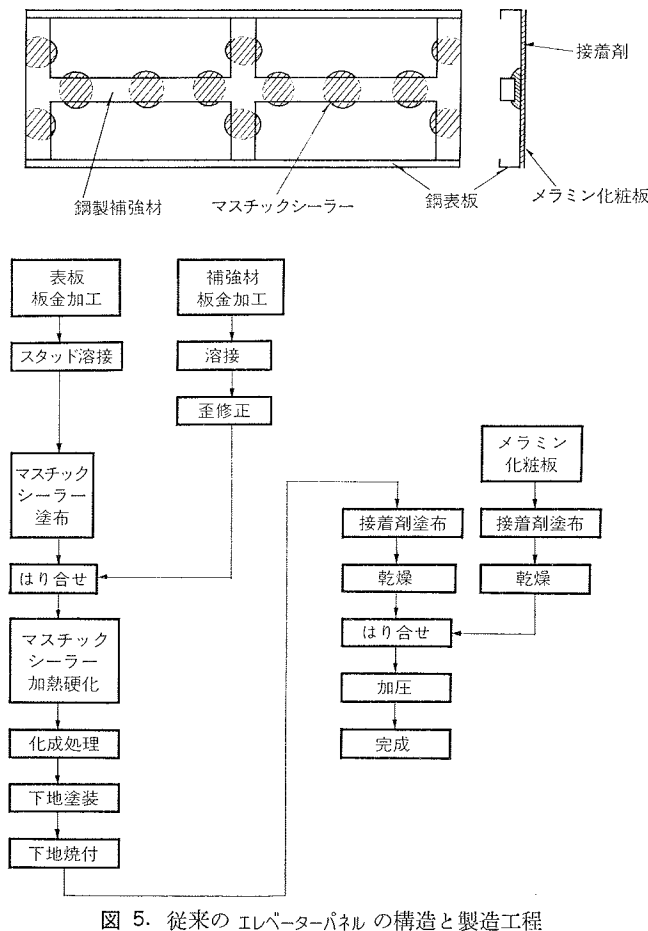 接着剤
鋼製補強材
マスチックシーラー
鋼表板
メラミン化粧板
表板
板金加工
スタッド溶接
マスチック
シーラー
塗布
はり合せ
マスチック
シーラー
加熱硬化
化成処理
下地塗装
下地焼付
補強材
板金加工
溶接
歪修正
接着剤塗布
乾燥
はり合せ
加圧
完成
メラミン
化粧板
接着剤塗布
乾燥
図 5. 従来の エレベーターパネル の構造と製造工程